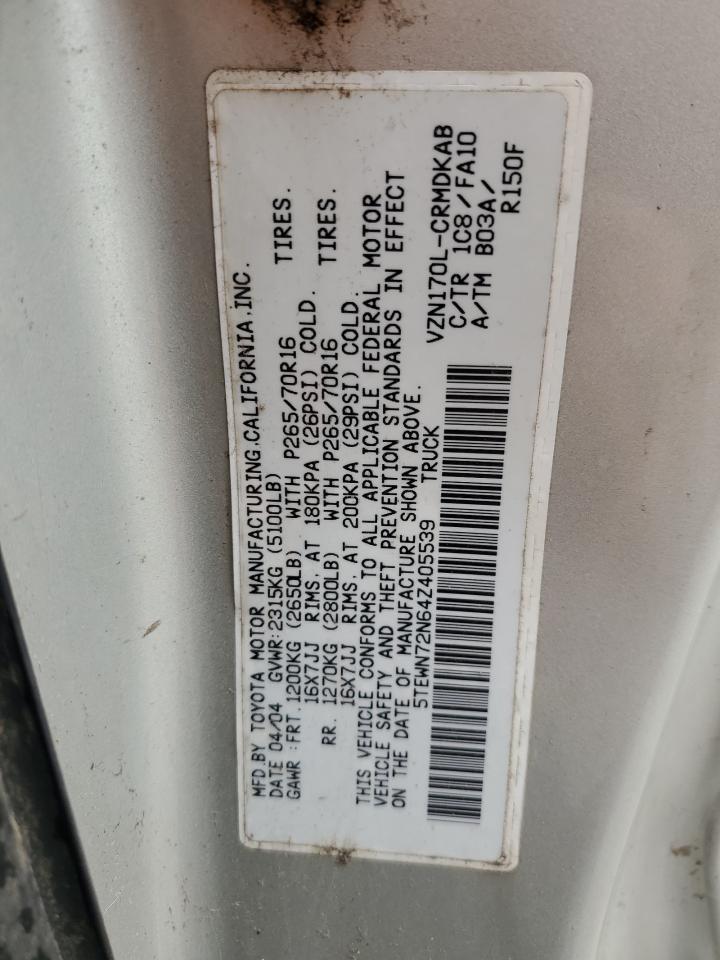 MFD.BY TOYOTA MOTOR MANUFACTURING.CALIFORNIA.INC.
DATE 04/04 GVWR:2315KG (5100LB)
GAWR :FRT.1200KG (2650LB) WITH P265/70R16 TIRES.
16X7JJ RIMS, AT 180KPA (26PSI) COLD.
RR. 1270KG (2800LB) WITH P265/70R16 TIRES.
16X7JJ RIMS, AT 200KPA (29PSI) COLD.
THIS VEHICLE CONFORMS TO ALL APPLICABLE FEDERAL MOTOR
VEHICLE SAFETY AND THEFT PREVENTION STANDARDS IN EFFECT
ON THE DATE OF MANUFACTURE SHOWN ABOVE.
5TEWN72N64Z405539 TRUCK
VZN170L-CRMDKAB
C/TR 1C8/FA10
A/TM B03A/
R150F